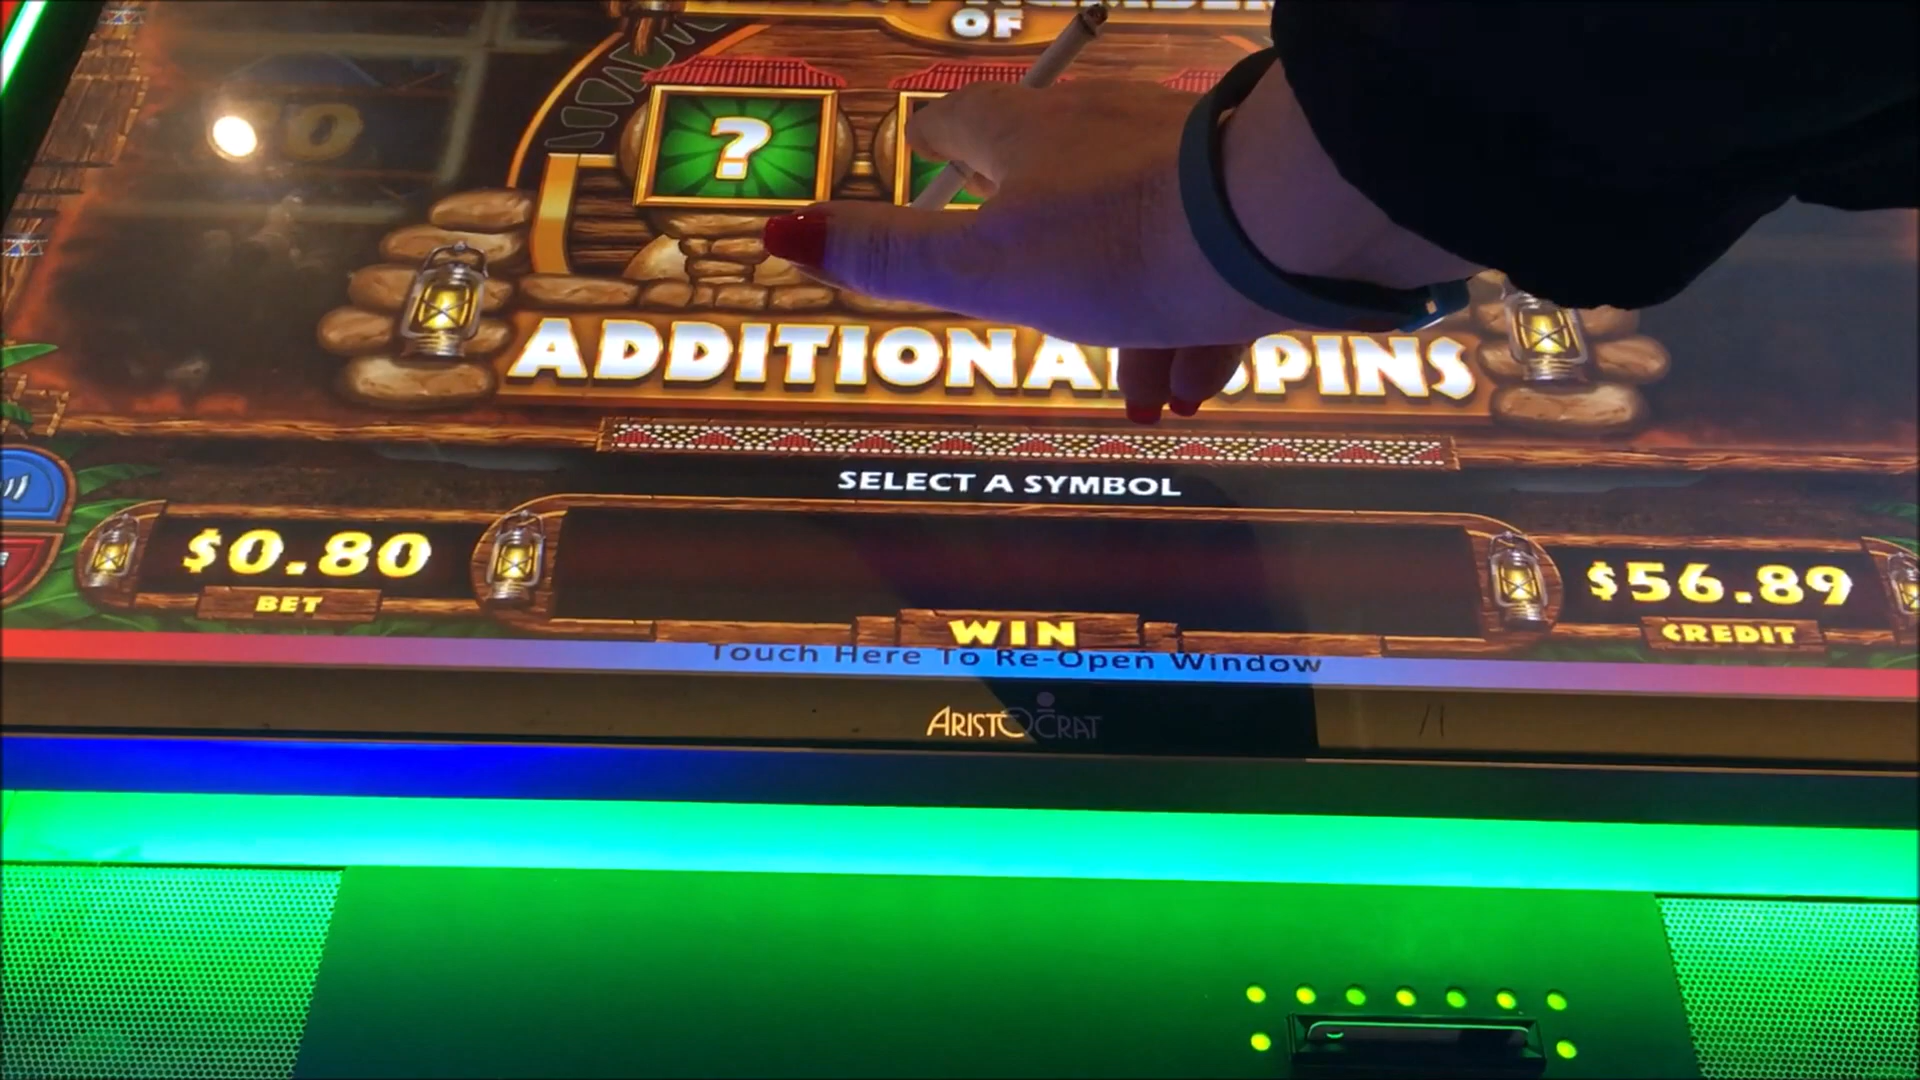 OF
?
ADDITIONAL SPINS
SELECT A SYMBOL
$0.80
BET
WIN
$56.89
CREDIT
Touch Here To Re-Open Window
ARISTOCRAT